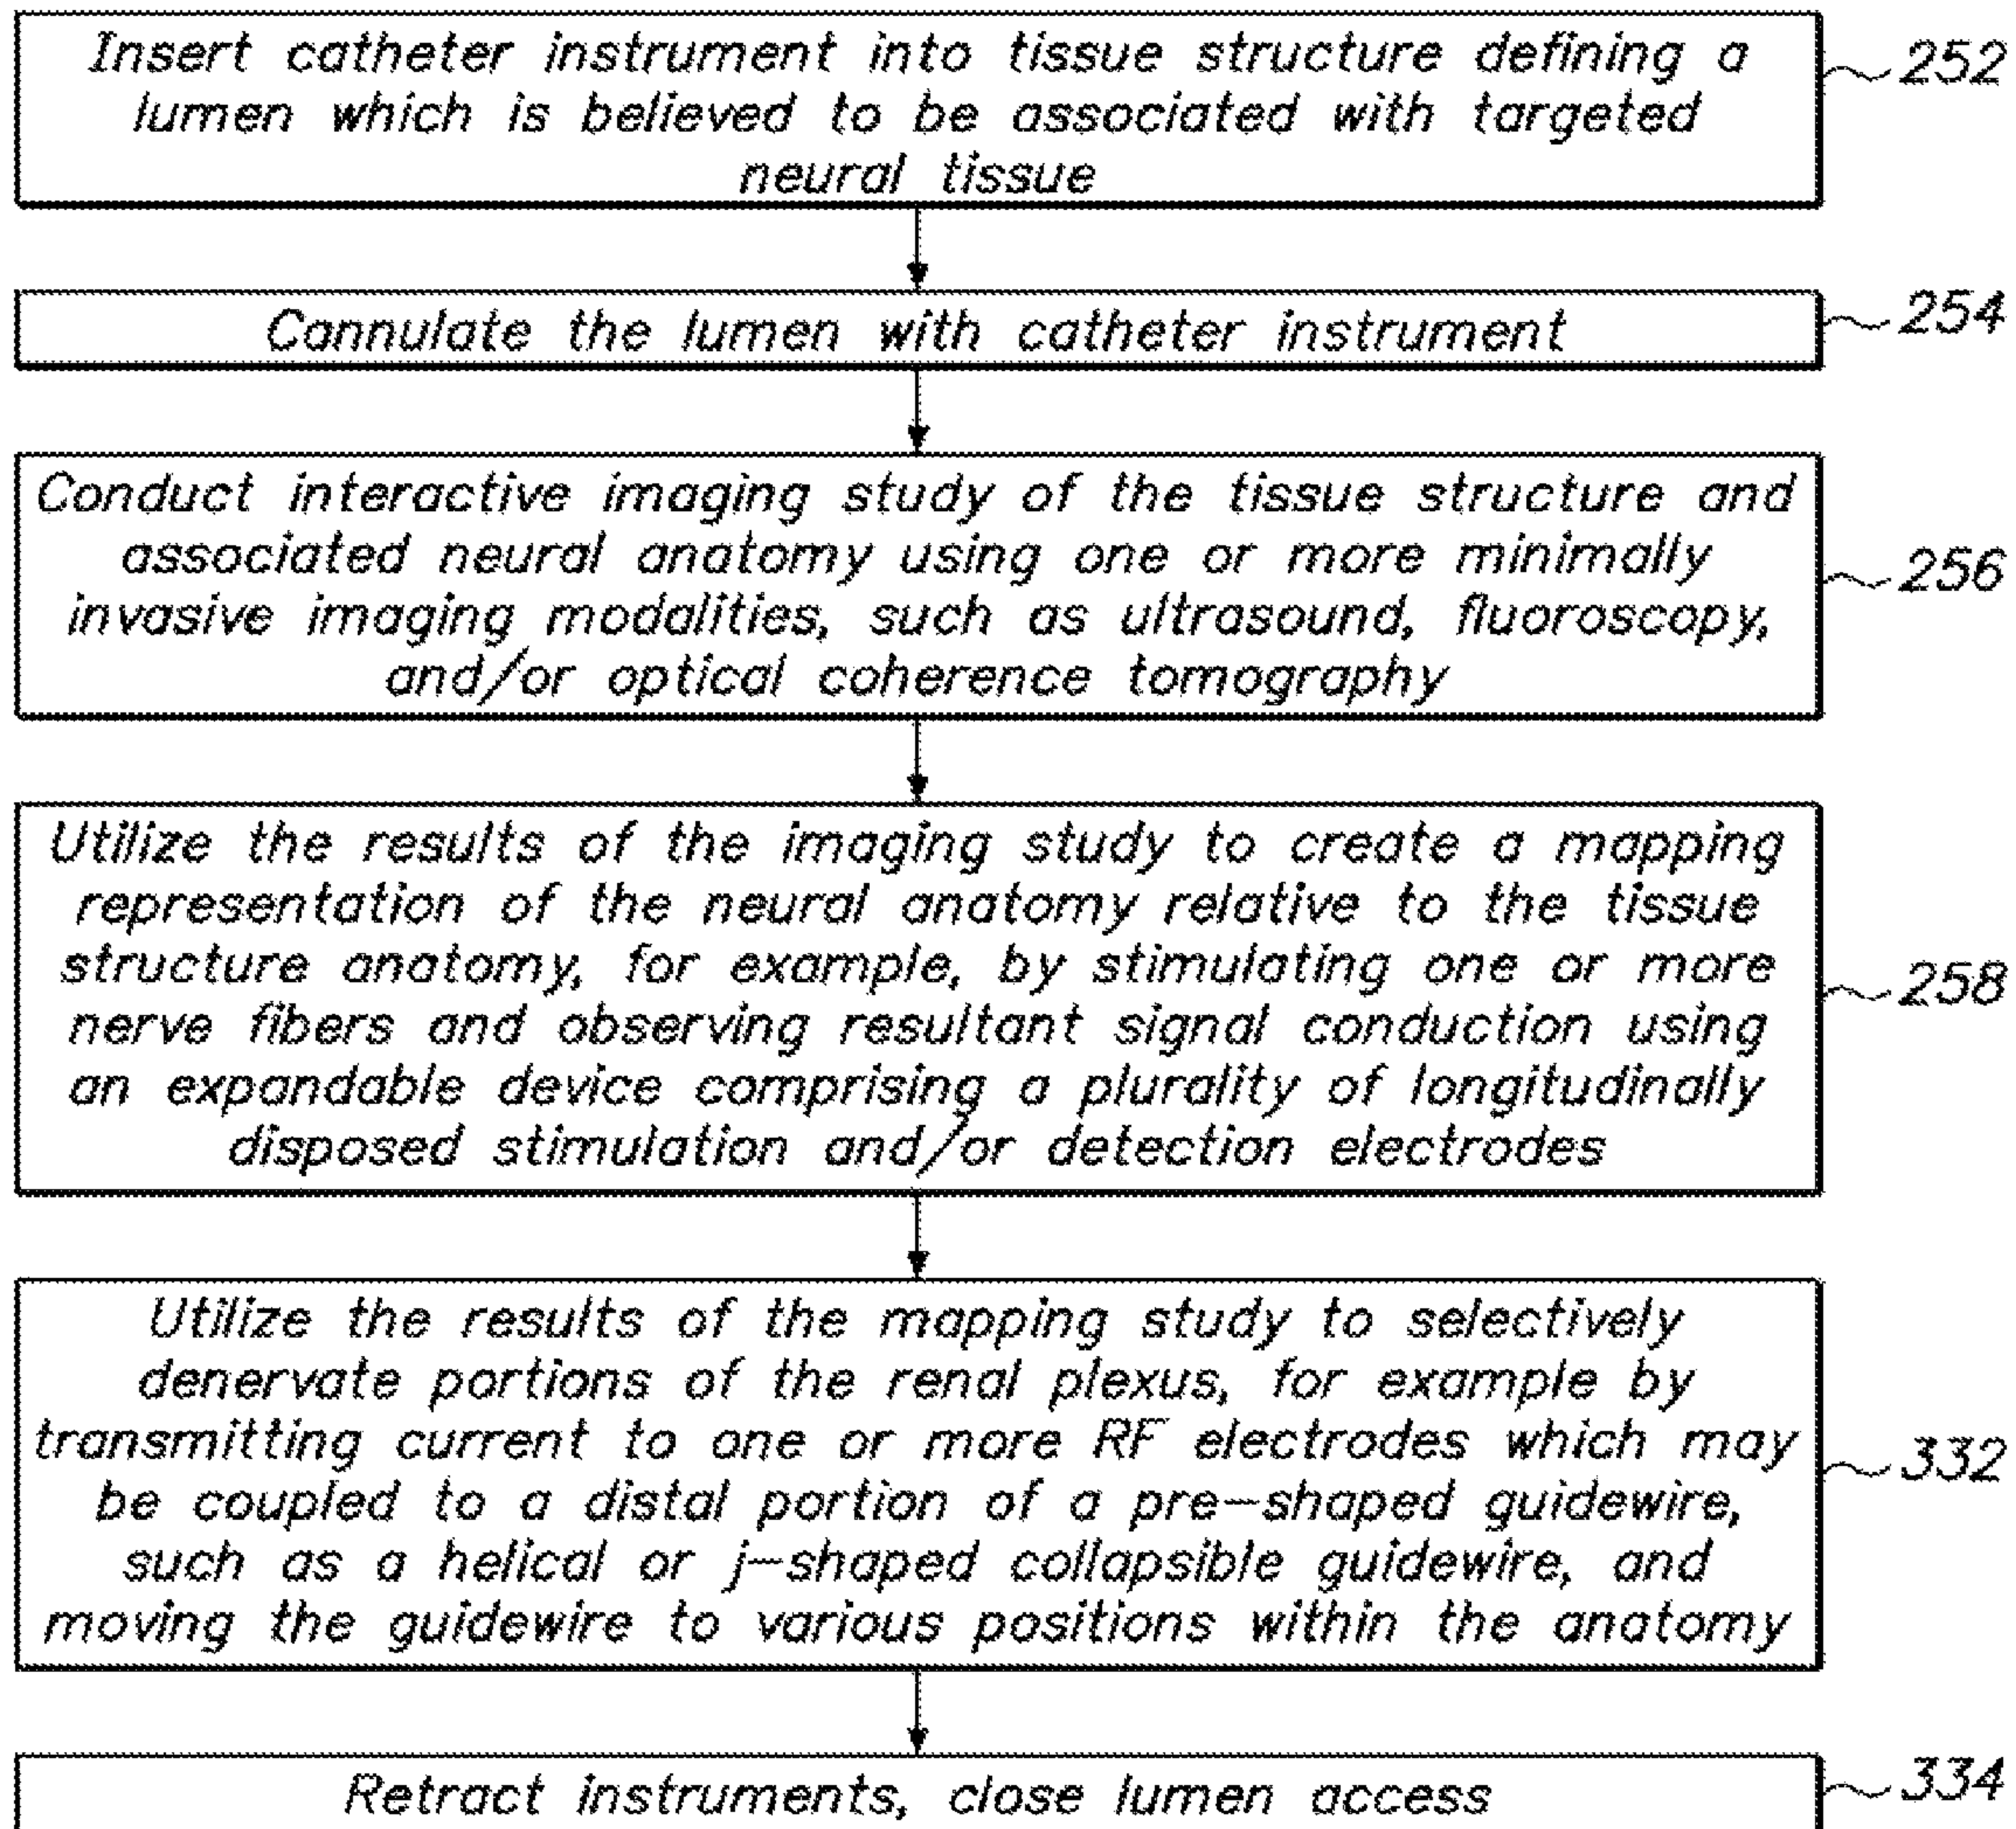 Insert catheter instrument into tissue structure defining a
lumen which is believed to be associated with targeted
neural tissue
252
Cannulate the lumen with catheter instrument
254
Conduct interactive imaging study of the tissue structure and
associated neural anatomy using one or more minimally
invasive imaging modalities, such as ultrasound, fluoroscopy,
and/or optical coherence tomography
256
Utilize the results of the imaging study to create a mapping
representation of the neural anatomy relative to the tissue
structure anatomy, for example, by stimulating one or more
nerve fibers and observing resultant signal conduction using
an expandable device comprising a plurality of longitudinally
disposed stimulation and/or detection electrodes
258
Utilize the results of the mapping study to selectively
denervate portions of the renal plexus, for example by
transmitting current to one or more RF electrodes which may
be coupled to a distal portion of a pre-shaped guidewire,
such as a helical or j-shaped collapsible guidewire, and
moving the guidewire to various positions within the anatomy
332
Retract instruments, close lumen access
334